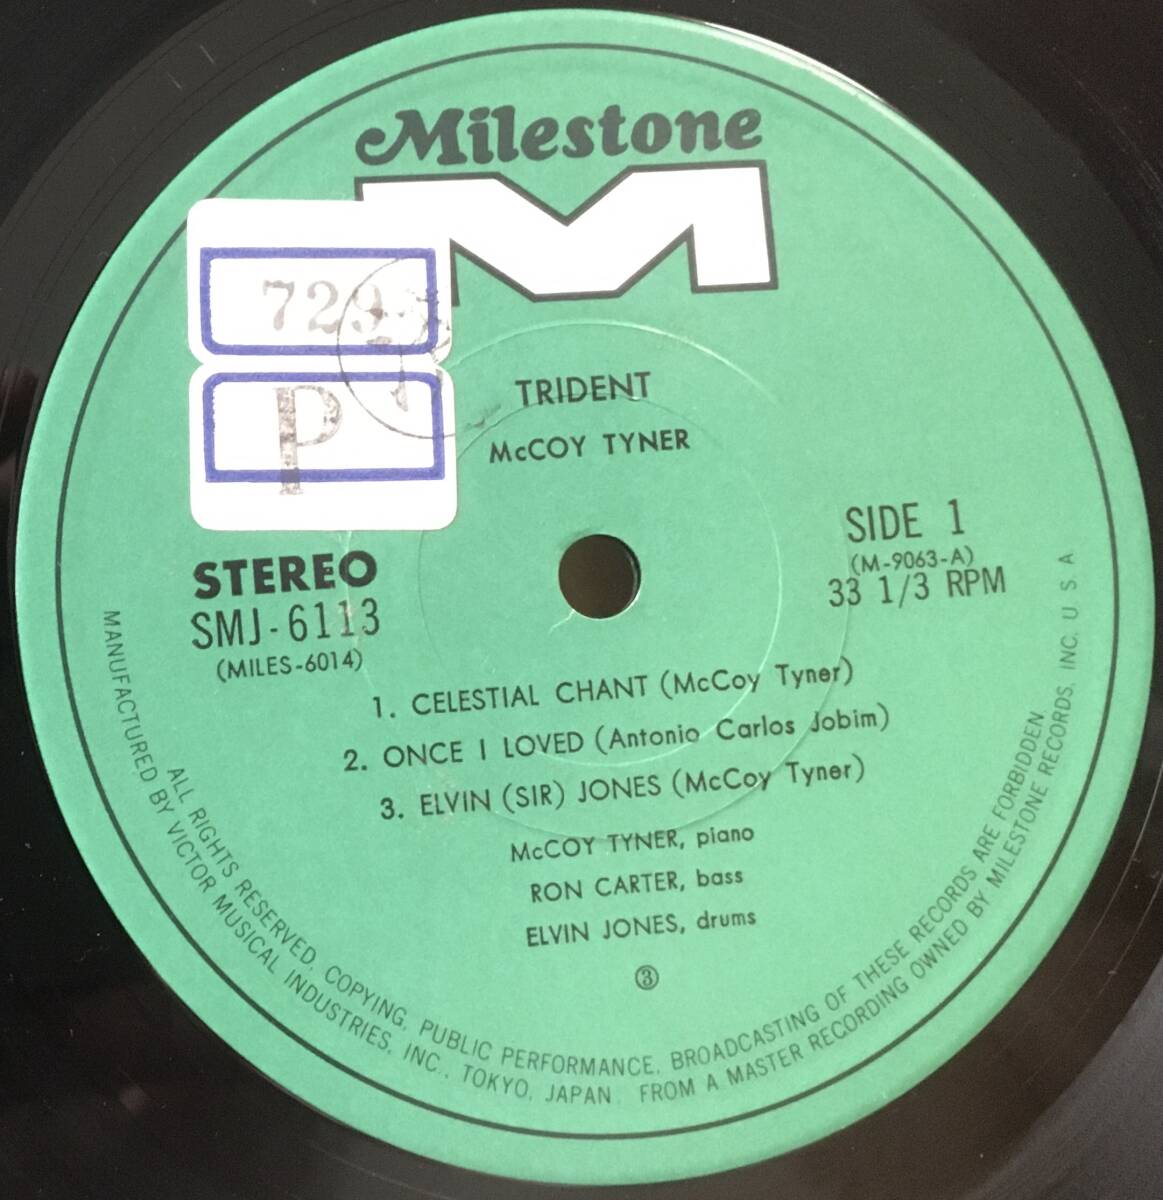 Milestone
729
P
TRIDENT
McCOY TYNER
STEREO
SMJ-6113
(MILES-6014)
SIDE 1
(M-9063-A)
33 1/3 RPM
1. CELESTIAL CHANT (McCoy Tyner)
2. ONCE I LOVED (Antonio Carlos Jobim)
3. ELVIN (SIR) JONES (McCoy Tyner)
McCOY TYNER, piano
RON CARTER, bass
ELVIN JONES, drums
③
ALL RIGHTS RESERVED. COPYING, PUBLIC PERFORMANCE, BROADCASTING OF THESE RECORDS ARE FORBIDDEN
MANUFACTURED BY VICTOR MUSICAL INDUSTRIES, INC., TOKYO, JAPAN. FROM A MASTER RECORDING OWNED BY MILESTONE RECORDS, INC. U.S.A.